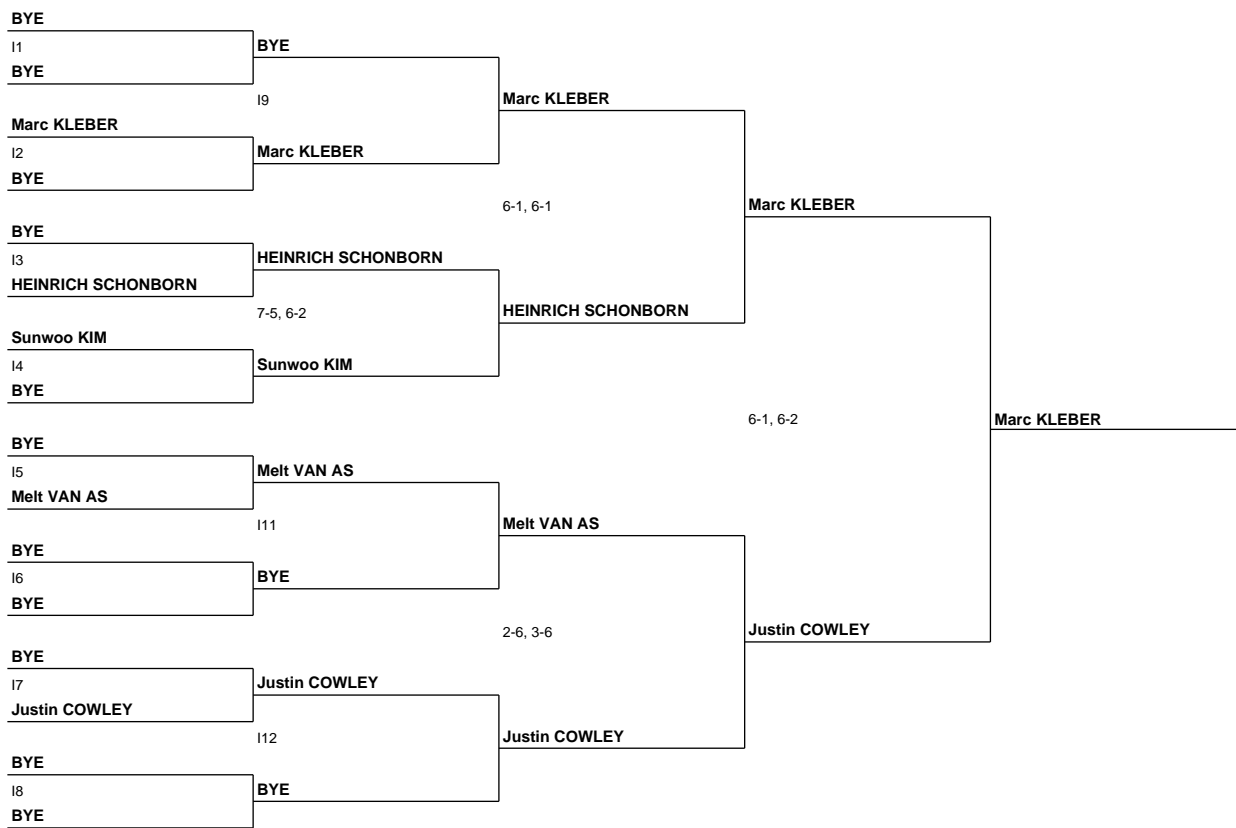 BYE
I1
BYE
BYE
I9
Marc KLEBER
Marc KLEBER
I2
Marc KLEBER
BYE
6-1, 6-1
Marc KLEBER
BYE
I3
HEINRICH SCHONBORN
HEINRICH SCHONBORN
7-5, 6-2
HEINRICH SCHONBORN
Sunwoo KIM
I4
Sunwoo KIM
BYE
6-1, 6-2
Marc KLEBER
BYE
I5
Melt VAN AS
Melt VAN AS
I11
Melt VAN AS
BYE
I6
BYE
BYE
2-6, 3-6
Justin COWLEY
BYE
I7
Justin COWLEY
Justin COWLEY
I12
Justin COWLEY
BYE
I8
BYE
BYE